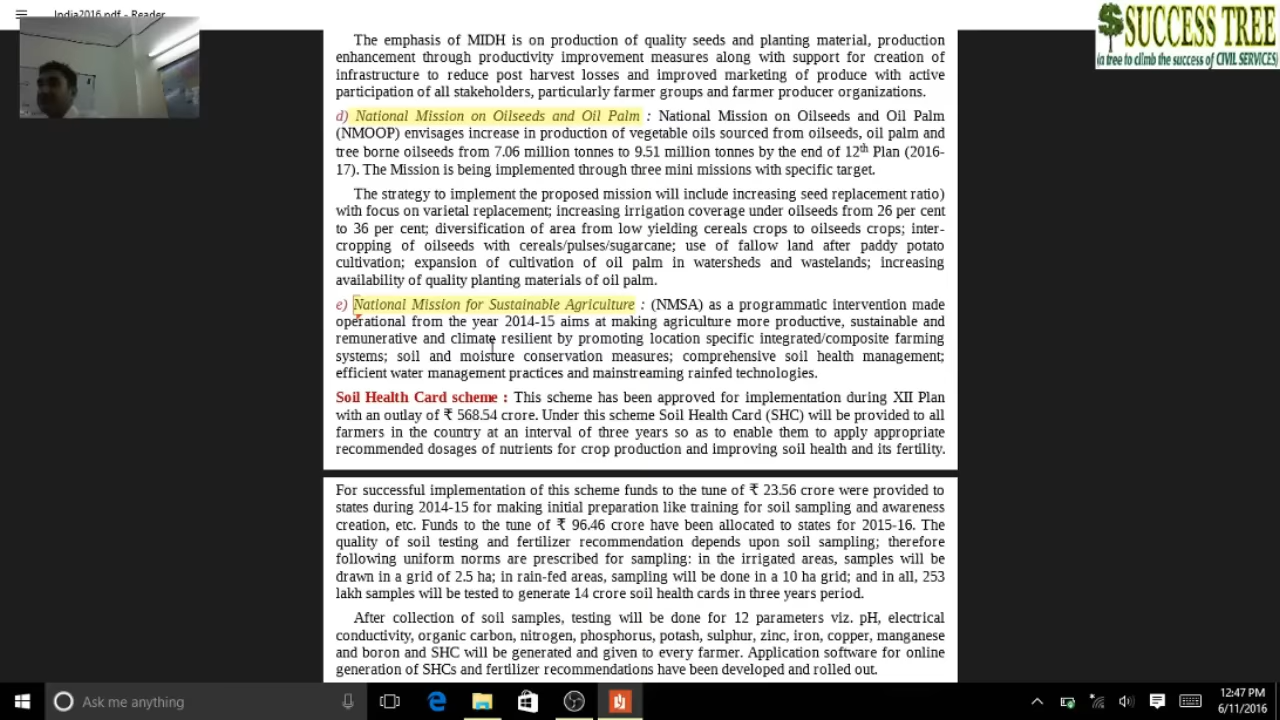 India2016.pdf - Reader
SUCCESS TREE
(a tree to climb the success of CIVIL SERVICES)
The emphasis of MIDH is on production of quality seeds and planting material, production
enhancement through productivity improvement measures along with support for creation of
infrastructure to reduce post harvest losses and improved marketing of produce with active
participation of all stakeholders, particularly farmer groups and farmer producer organizations.
d) National Mission on Oilseeds and Oil Palm : National Mission on Oilseeds and Oil Palm
(NMOOP) envisages increase in production of vegetable oils sourced from oilseeds, oil palm and
tree borne oilseeds from 7.06 million tonnes to 9.51 million tonnes by the end of 12th Plan (2016-
17). The Mission is being implemented through three mini missions with specific target.
The strategy to implement the proposed mission will include increasing seed replacement ratio)
with focus on varietal replacement; increasing irrigation coverage under oilseeds from 26 per cent
to 36 per cent; diversification of area from low yielding cereals crops to oilseeds crops; inter-
cropping of oilseeds with cereals/pulses/sugarcane; use of fallow land after paddy potato
cultivation; expansion of cultivation of oil palm in watersheds and wastelands; increasing
availability of quality planting materials of oil palm.
e) National Mission for Sustainable Agriculture : (NMSA) as a programmatic intervention made
operational from the year 2014-15 aims at making agriculture more productive, sustainable and
remunerative and climate resilient by promoting location specific integrated/composite farming
systems; soil and moisture conservation measures; comprehensive soil health management;
efficient water management practices and mainstreaming rainfed technologies.
Soil Health Card scheme : This scheme has been approved for implementation during XII Plan
with an outlay of ₹ 568.54 crore. Under this scheme Soil Health Card (SHC) will be provided to all
farmers in the country at an interval of three years so as to enable them to apply appropriate
recommended dosages of nutrients for crop production and improving soil health and its fertility.
For successful implementation of this scheme funds to the tune of ₹ 23.56 crore were provided to
states during 2014-15 for making initial preparation like training for soil sampling and awareness
creation, etc. Funds to the tune of ₹ 96.46 crore have been allocated to states for 2015-16. The
quality of soil testing and fertilizer recommendation depends upon soil sampling; therefore
following uniform norms are prescribed for sampling: in the irrigated areas, samples will be
drawn in a grid of 2.5 ha; in rain-fed areas, sampling will be done in a 10 ha grid; and in all, 253
lakh samples will be tested to generate 14 crore soil health cards in three years period.
After collection of soil samples, testing will be done for 12 parameters viz. pH, electrical
conductivity, organic carbon, nitrogen, phosphorus, potash, sulphur, zinc, iron, copper, manganese
and boron and SHC will be generated and given to every farmer. Application software for online
generation of SHCs and fertilizer recommendations have been developed and rolled out.
Ask me anything
12:47 PM
6/11/2016